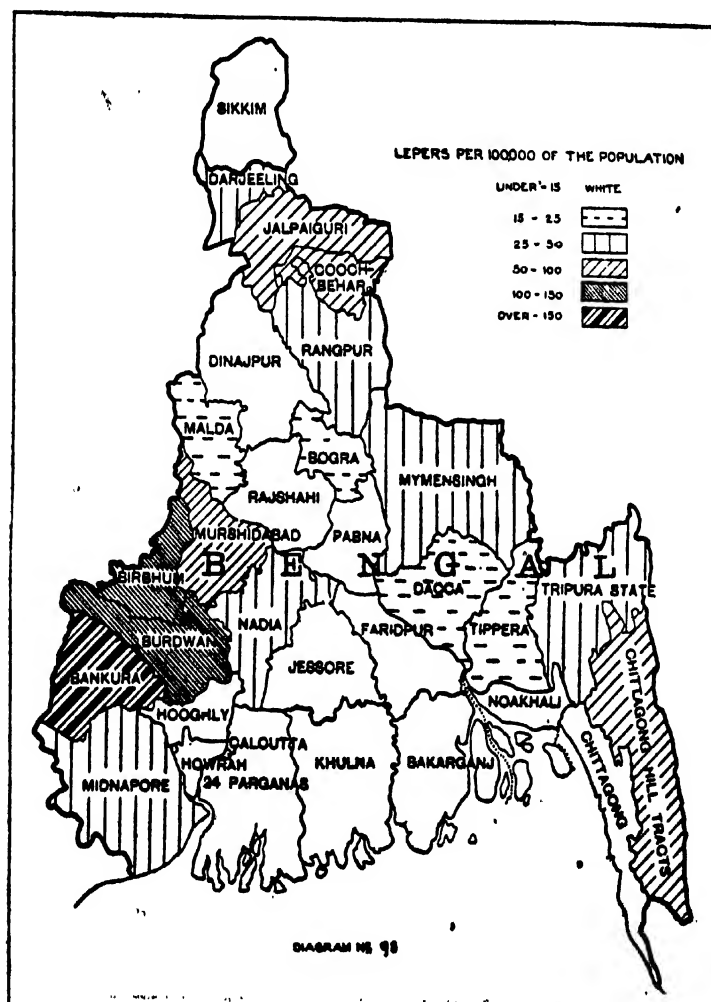 SIKKIM
LEPERS PER 100,000 OF THE POPULATION
DARJEELING
UNDER - 15 WHITE
15 - 25
JALPAIGURI
25 - 50
COOCH-
BEHAR
50 - 100
100 - 150
OVER - 150
RANGPUR
DINAJPUR
MALDA
BOGRA
MYMENSINGH
RAJSHAHI
MURSHIDABAD
PABNA
BENGAL
BIRBHUM
DACCA
TRIPURA STATE
NADIA
FARIDPUR
TIPPERA
BURDWAN
JESSORE
BANKURA
NOAKHALI
HOOGHLY
CALCUTTA
HOWRAH
24 PARGANAS
KHULNA
BAKARGANJ
MIDNAPORE
CHITTAGONG
CHITTAGONG HILL TRACTS
DIAGRAM NO. 98